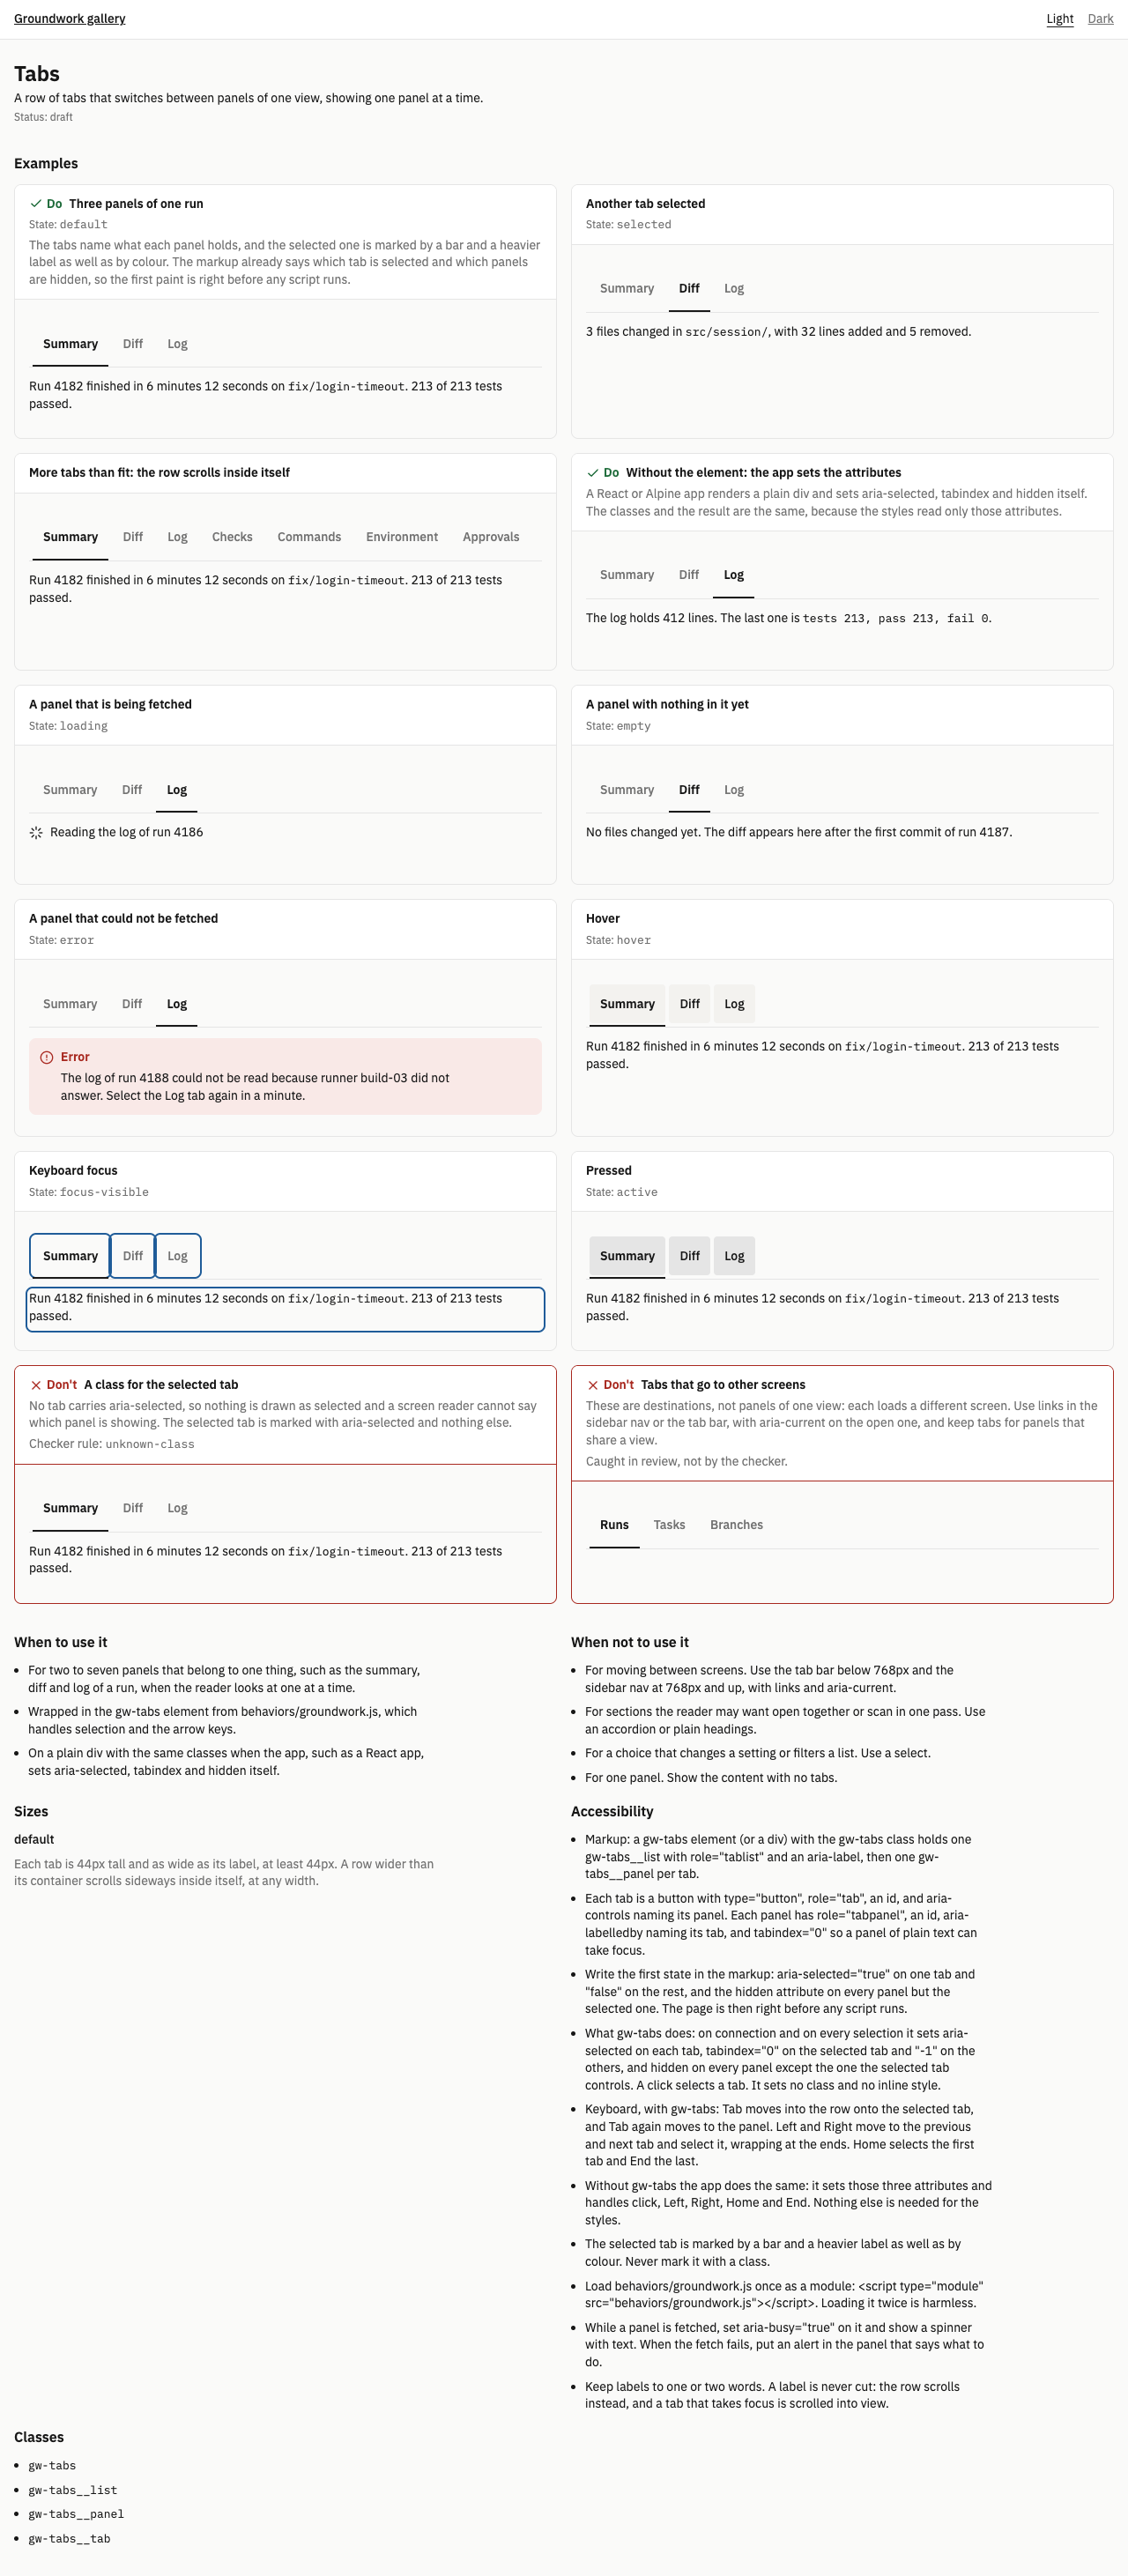 Groundwork gallery
Light Dark
Tabs
A row of tabs that switches between panels of one view, showing one panel at a time.
Status: draft
Examples
Do Three panels of one run
State: default
The tabs name what each panel holds, and the selected one is marked by a bar and a heavier
label as well as by colour. The markup already says which tab is selected and which panels
are hidden, so the first paint is right before any script runs.
Summary Diff Log
Run 4182 finished in 6 minutes 12 seconds on fix/login-timeout. 213 of 213 tests
passed.
Another tab selected
State: selected
Summary Diff Log
3 files changed in src/session/, with 32 lines added and 5 removed.
More tabs than fit: the row scrolls inside itself
Summary Diff Log Checks Commands Environment Approvals
Run 4182 finished in 6 minutes 12 seconds on fix/login-timeout. 213 of 213 tests
passed.
Do Without the element: the app sets the attributes
A React or Alpine app renders a plain div and sets aria-selected, tabindex and hidden itself.
The classes and the result are the same, because the styles read only those attributes.
Summary Diff Log
The log holds 412 lines. The last one is tests 213, pass 213, fail 0.
A panel that is being fetched
State: loading
Summary Diff Log
Reading the log of run 4186
A panel with nothing in it yet
State: empty
Summary Diff Log
No files changed yet. The diff appears here after the first commit of run 4187.
A panel that could not be fetched
State: error
Summary Diff Log
Error
The log of run 4188 could not be read because runner build-03 did not
answer. Select the Log tab again in a minute.
Hover
State: hover
Summary Diff Log
Run 4182 finished in 6 minutes 12 seconds on fix/login-timeout. 213 of 213 tests
passed.
Keyboard focus
State: focus-visible
Summary Diff Log
Run 4182 finished in 6 minutes 12 seconds on fix/login-timeout. 213 of 213 tests
passed.
Pressed
State: active
Summary Diff Log
Run 4182 finished in 6 minutes 12 seconds on fix/login-timeout. 213 of 213 tests
passed.
Don't A class for the selected tab
No tab carries aria-selected, so nothing is drawn as selected and a screen reader cannot say
which panel is showing. The selected tab is marked with aria-selected and nothing else.
Checker rule: unknown-class
Summary Diff Log
Run 4182 finished in 6 minutes 12 seconds on fix/login-timeout. 213 of 213 tests
passed.
Don't Tabs that go to other screens
These are destinations, not panels of one view: each loads a different screen. Use links in the
sidebar nav or the tab bar, with aria-current on the open one, and keep tabs for panels that
share a view.
Caught in review, not by the checker.
Runs Tasks Branches
When to use it
For two to seven panels that belong to one thing, such as the summary,
diff and log of a run, when the reader looks at one at a time.
Wrapped in the gw-tabs element from behaviors/groundwork.js, which
handles selection and the arrow keys.
On a plain div with the same classes when the app, such as a React app,
sets aria-selected, tabindex and hidden itself.
When not to use it
For moving between screens. Use the tab bar below 768px and the
sidebar nav at 768px and up, with links and aria-current.
For sections the reader may want open together or scan in one pass. Use
an accordion or plain headings.
For a choice that changes a setting or filters a list. Use a select.
For one panel. Show the content with no tabs.
Sizes
default
Each tab is 44px tall and as wide as its label, at least 44px. A row wider than
its container scrolls sideways inside itself, at any width.
Accessibility
Markup: a gw-tabs element (or a div) with the gw-tabs class holds one
gw-tabs__list with role="tablist" and an aria-label, then one gw-
tabs__panel per tab.
Each tab is a button with type="button", role="tab", an id, and aria-
controls naming its panel. Each panel has role="tabpanel", an id, aria-
labelledby naming its tab, and tabindex="0" so a panel of plain text can
take focus.
Write the first state in the markup: aria-selected="true" on one tab and
"false" on the rest, and the hidden attribute on every panel but the
selected one. The page is then right before any script runs.
What gw-tabs does: on connection and on every selection it sets aria-
selected on each tab, tabindex="0" on the selected tab and "-1" on the
others, and hidden on every panel except the one the selected tab
controls. A click selects a tab. It sets no class and no inline style.
Keyboard, with gw-tabs: Tab moves into the row onto the selected tab,
and Tab again moves to the panel. Left and Right move to the previous
and next tab and select it, wrapping at the ends. Home selects the first
tab and End the last.
Without gw-tabs the app does the same: it sets those three attributes and
handles click, Left, Right, Home and End. Nothing else is needed for the
styles.
The selected tab is marked by a bar and a heavier label as well as by
colour. Never mark it with a class.
Load behaviors/groundwork.js once as a module: <script type="module"
src="behaviors/groundwork.js"></script>. Loading it twice is harmless.
While a panel is fetched, set aria-busy="true" on it and show a spinner
with text. When the fetch fails, put an alert in the panel that says what to
do.
Keep labels to one or two words. A label is never cut: the row scrolls
instead, and a tab that takes focus is scrolled into view.
Classes
gw-tabs
gw-tabs__list
gw-tabs__panel
gw-tabs__tab